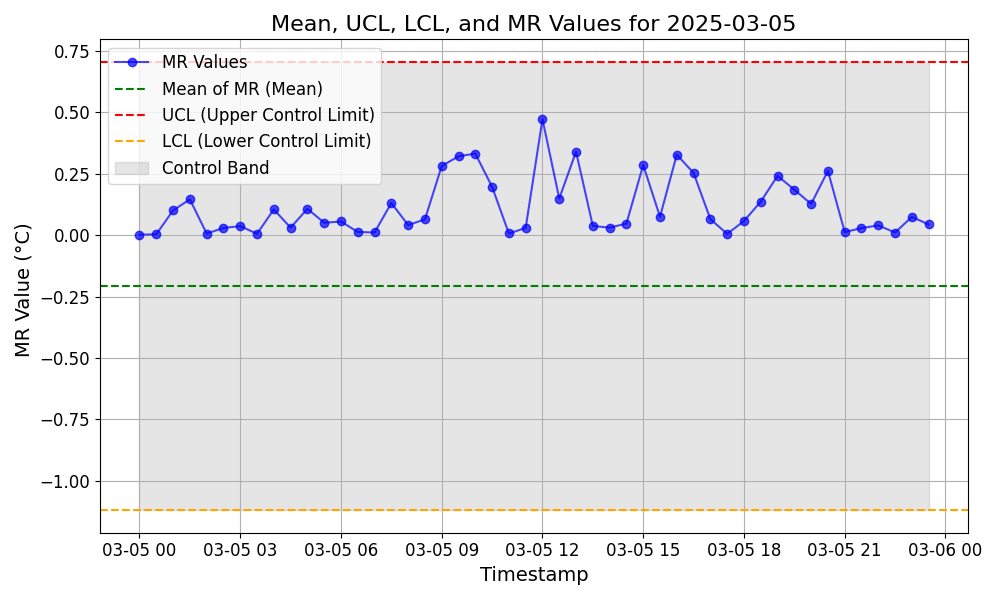 Mean, UCL, LCL, and MR Values for 2025-03-05
MR Value (°C)
0.75
0.50
0.25
0.00
−0.25
−0.50
−0.75
−1.00
MR Values
Mean of MR (Mean)
UCL (Upper Control Limit)
LCL (Lower Control Limit)
Control Band
03-05 00 03-05 03 03-05 06 03-05 09 03-05 12 03-05 15 03-05 18 03-05 21 03-06 00
Timestamp